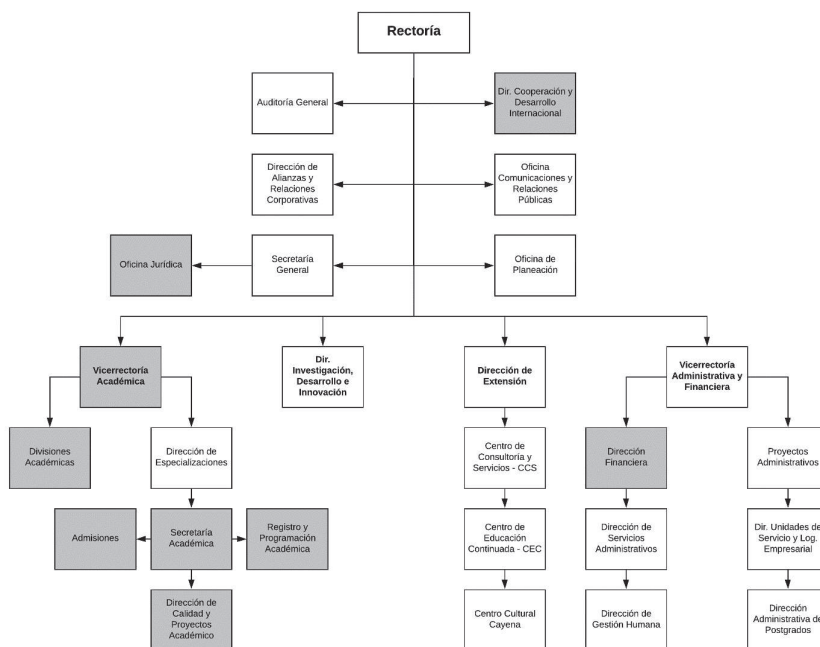 Rectoría
Auditoría General
Dir. Cooperación y
Desarrollo
Internacional
Dirección de
Alianzas y
Relaciones
Corporativas
Oficina
Comunicaciones y
Relaciones
Públicas
Oficina Jurídica
Secretaría
General
Oficina de
Planeación
Vicerrectoría
Académica
Dir.
Investigación,
Desarrollo e
Innovación
Dirección de
Extensión
Vicerrectoría
Administrativa y
Financiera
Divisiones
Académicas
Dirección de
Especializaciones
Centro de
Consultoría y
Servicios - CCS
Dirección
Financiera
Proyectos
Administrativos
Admisiones
Secretaría
Académica
Registro y
Programación
Académica
Centro de
Educación
Continuada - CEC
Dirección de
Servicios
Administrativos
Dir. Unidades de
Servicio y Log.
Empresarial
Dirección de
Calidad y
Proyectos
Académico
Centro Cultural
Cayena
Dirección de
Gestión Humana
Dirección
Administrativa de
Postgrados